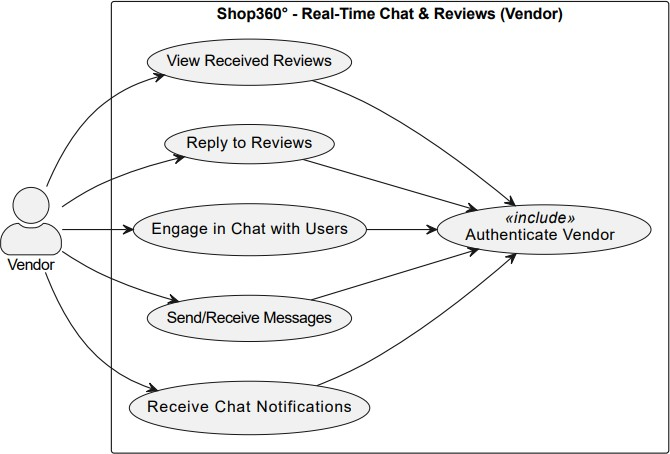 Shop360° - Real-Time Chat & Reviews (Vendor)
View Received Reviews
Reply to Reviews
«include»
Engage in Chat with Users
Authenticate Vendor
Vendor
Send/Receive Messages
Receive Chat Notifications